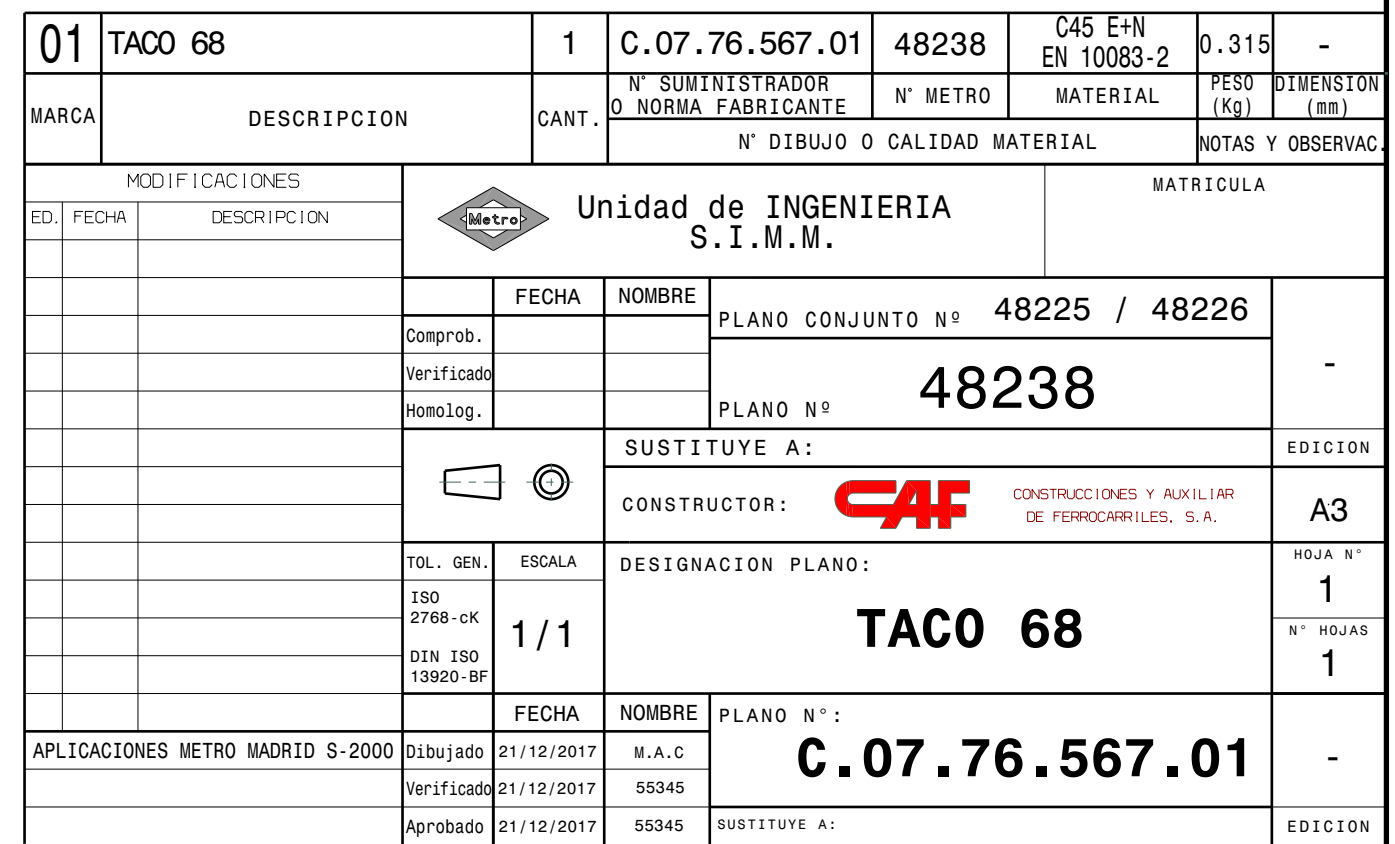 01 TACO 68 1 C.07.76.567.01 48238 C45 E+N 0.315 -
EN 10083-2
MARCA DESCRIPCION CANT. N° SUMINISTRADOR N° METRO MATERIAL PESO DIMENSION
O NORMA FABRICANTE (Kg) (mm)
N° DIBUJO O CALIDAD MATERIAL NOTAS Y OBSERVAC.
MODIFICACIONES
ED. FECHA DESCRIPCION
Metro
Unidad de INGENIERIA
S.I.M.M.
MATRICULA
FECHA NOMBRE
Comprob.
Verificado
Homolog.
PLANO CONJUNTO Nº 48225 / 48226
PLANO Nº 48238
-
SUSTITUYE A:
EDICION
CONSTRUCTOR: CAF CONSTRUCCIONES Y AUXILIAR
DE FERROCARRILES, S.A.
A3
TOL. GEN. ESCALA
ISO
2768-cK
DIN ISO
13920-BF
1/1
DESIGNACION PLANO:
TACO 68
HOJA N°
1
N° HOJAS
1
FECHA NOMBRE
APLICACIONES METRO MADRID S-2000
Dibujado 21/12/2017 M.A.C
Verificado 21/12/2017 55345
Aprobado 21/12/2017 55345
PLANO N°:
C.07.76.567.01
-
SUSTITUYE A:
EDICION